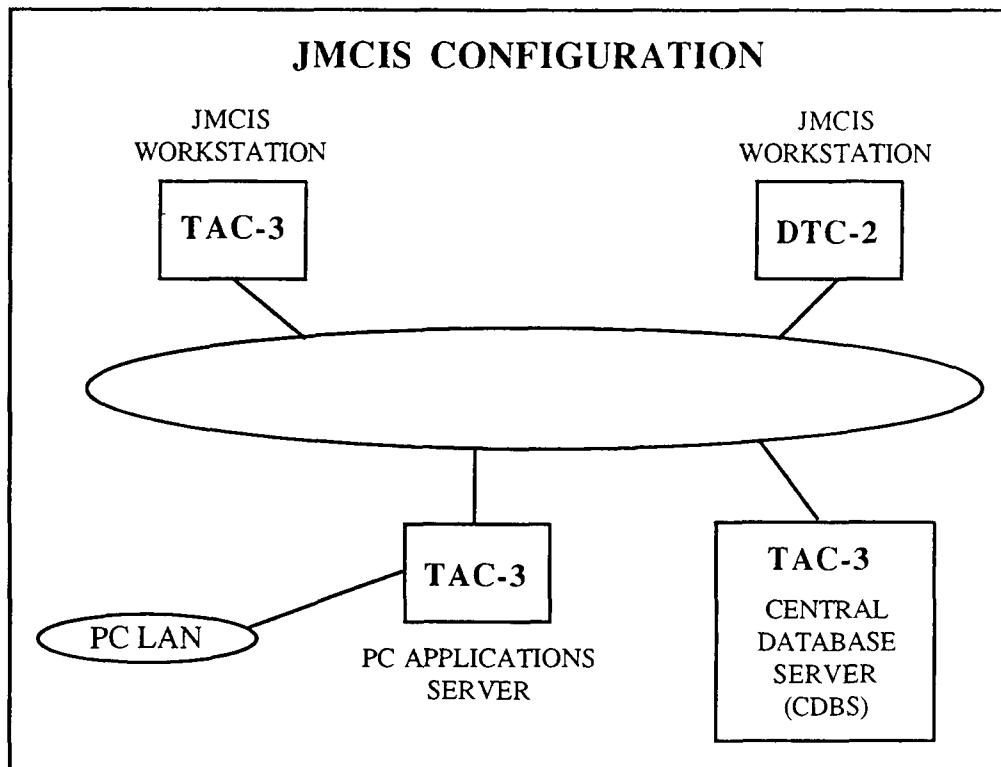 JMCIS CONFIGURATION
JMCIS
WORKSTATION
TAC-3
JMCIS
WORKSTATION
DTC-2
TAC-3
PC APPLICATIONS
SERVER
PC LAN
TAC-3
CENTRAL
DATABASE
SERVER
(CDBS)